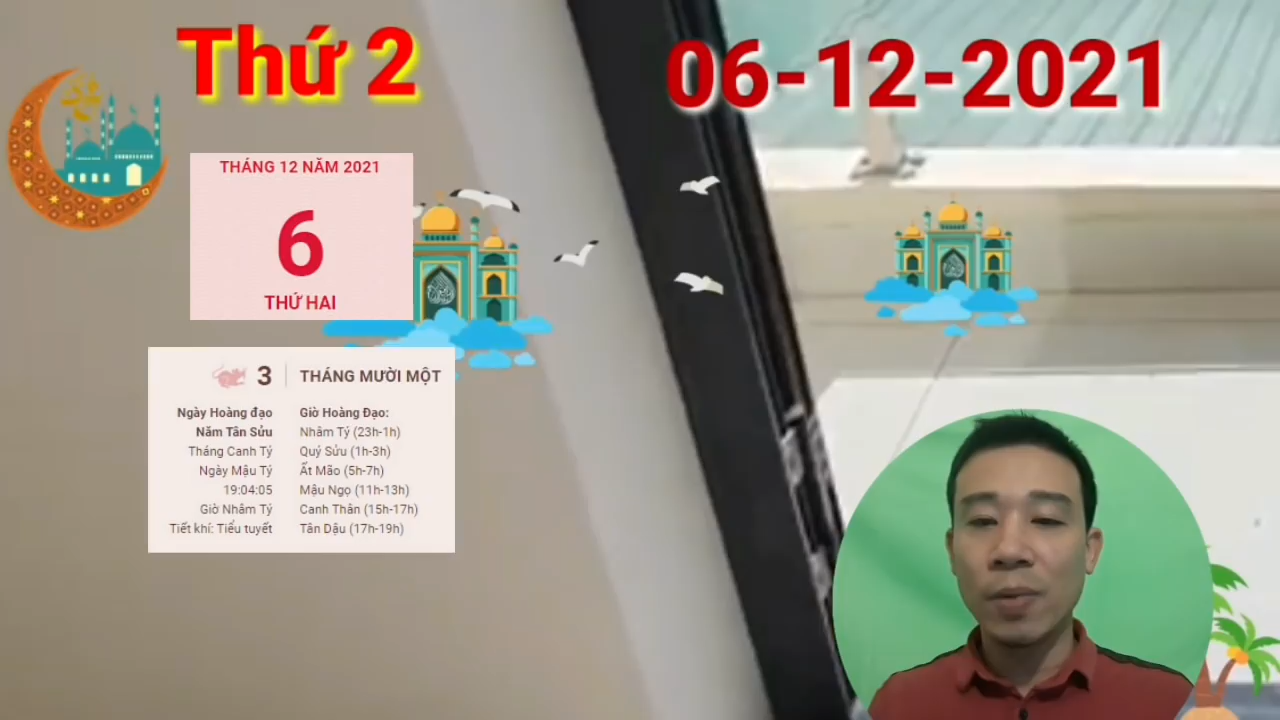 Thứ 2
06-12-2021
THÁNG 12 NĂM 2021
6
THỨ HAI
3
THÁNG MƯỜI MỘT
Ngày Hoàng đạo
Năm Tân Sửu
Tháng Canh Tý
Ngày Mậu Tý
19:04:05
Giờ Nhâm Tý
Tiết khí: Tiểu tuyết
Giờ Hoàng Đạo:
Nhâm Tý (23h-1h)
Quý Sửu (1h-3h)
Ất Mão (5h-7h)
Mậu Ngọ (11h-13h)
Canh Thân (15h-17h)
Tân Dậu (17h-19h)